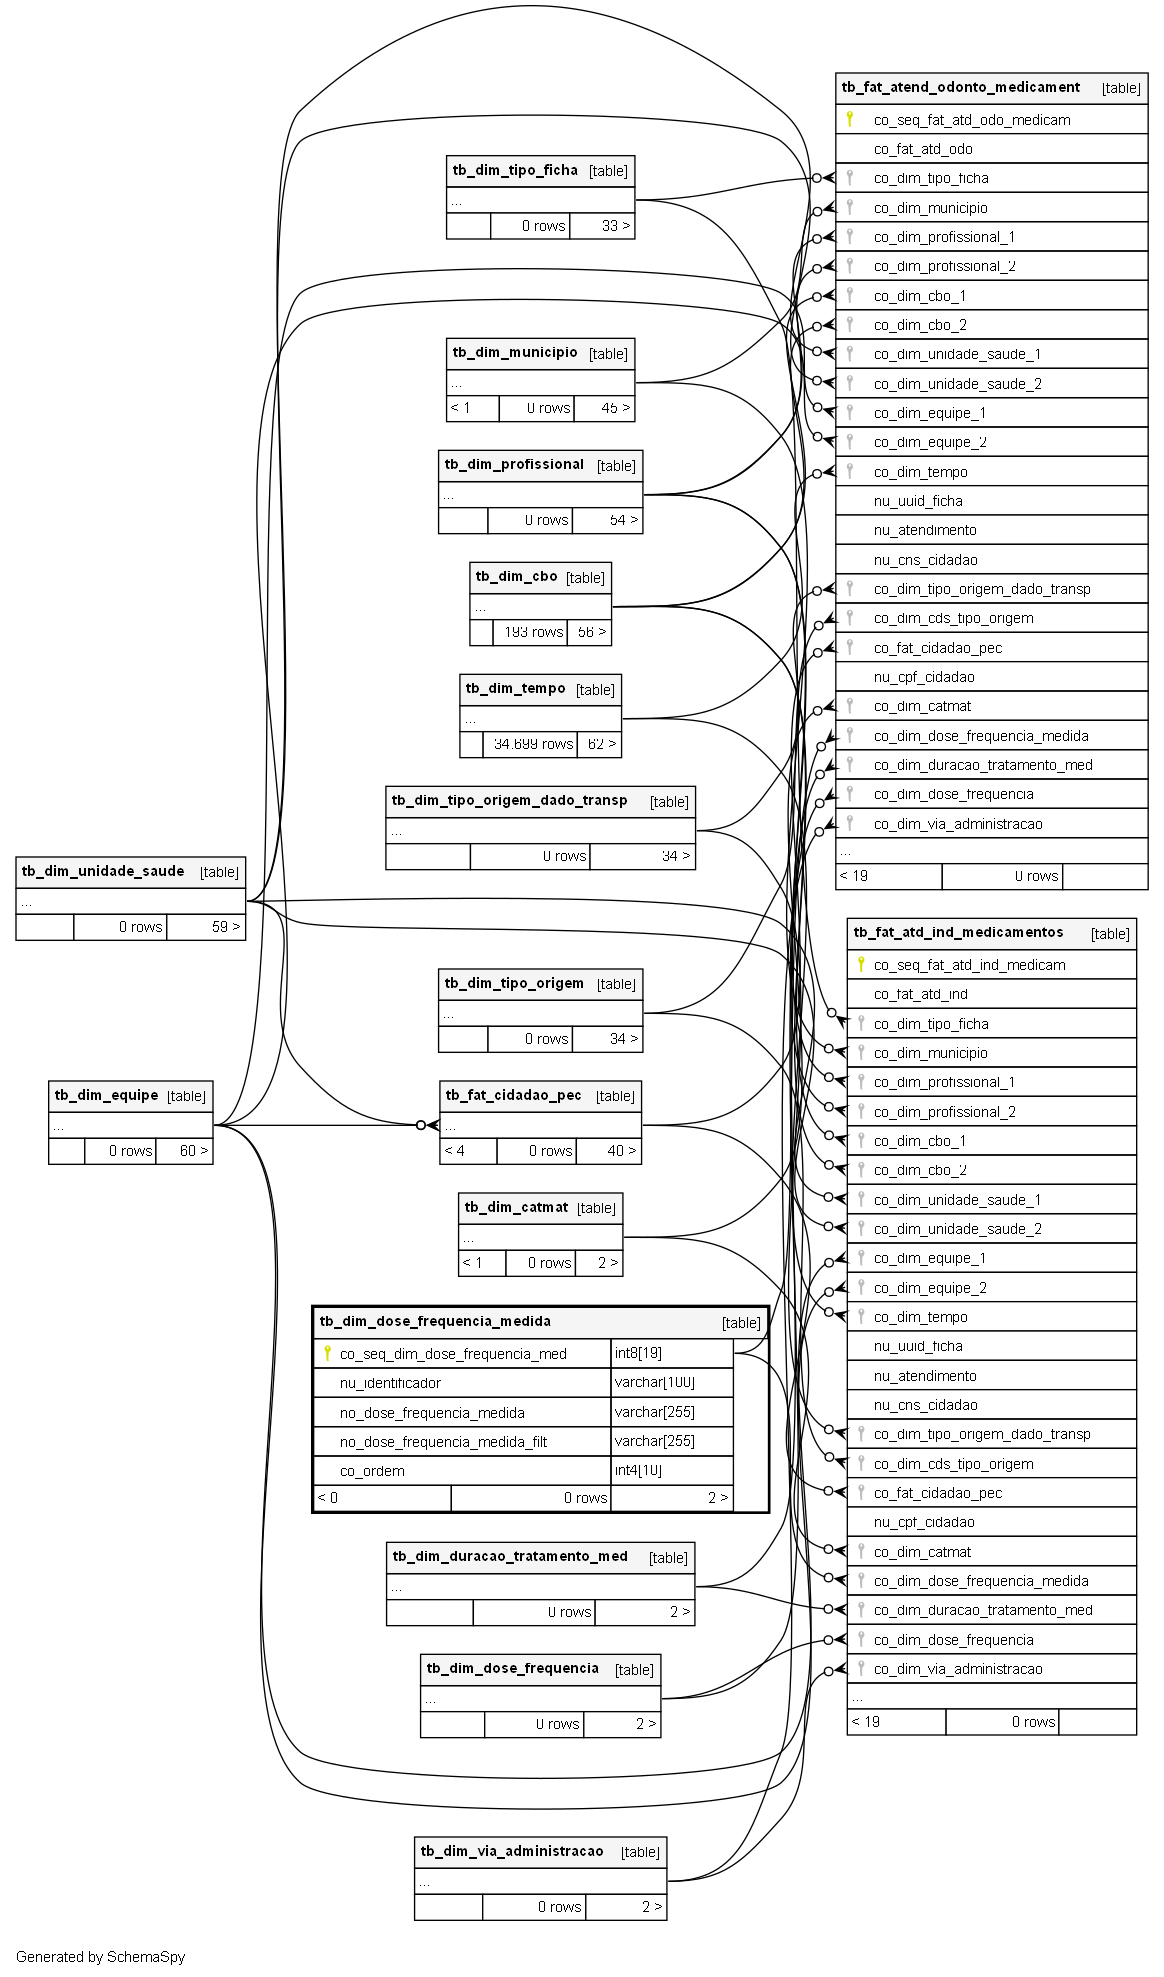 tb_fat_atend_odonto_medicament [table]
co_seq_fat_atd_odo_medicam
co_fat_atd_odo
co_dim_tipo_ficha
co_dim_municipio
co_dim_profissional_1
co_dim_profissional_2
co_dim_cbo_1
co_dim_cbo_2
co_dim_unidade_saude_1
co_dim_unidade_saude_2
co_dim_equipe_1
co_dim_equipe_2
co_dim_tempo
nu_uuid_ficha
nu_atendimento
nu_cns_cidadao
co_dim_tipo_origem_dado_transp
co_dim_cds_tipo_origem
co_fat_cidadao_pec
nu_cpf_cidadao
co_dim_catmat
co_dim_dose_frequencia_medida
co_dim_duracao_tratamento_med
co_dim_dose_frequencia
co_dim_via_administracao
...
< 19 0 rows
tb_dim_tipo_ficha [table]
...
0 rows 33 >
tb_dim_municipio [table]
...
< 1 0 rows 45 >
tb_dim_profissional [table]
...
0 rows 54 >
tb_dim_cbo [table]
...
193 rows 56 >
tb_dim_tempo [table]
...
34.699 rows 62 >
tb_dim_tipo_origem_dado_transp [table]
...
0 rows 34 >
tb_dim_unidade_saude [table]
...
0 rows 59 >
tb_dim_tipo_origem [table]
...
0 rows 34 >
tb_dim_equipe [table]
...
0 rows 60 >
tb_fat_cidadao_pec [table]
...
< 4 0 rows 40 >
tb_dim_catmat [table]
...
< 1 0 rows 2 >
tb_dim_dose_frequencia_medida [table]
co_seq_dim_dose_frequencia_med int8[19]
nu_identificador varchar[100]
no_dose_frequencia_medida varchar[255]
no_dose_frequencia_medida_filt varchar[255]
co_ordem int4[10]
< 0 0 rows 2 >
tb_dim_duracao_tratamento_med [table]
...
0 rows 2 >
tb_dim_dose_frequencia [table]
...
0 rows 2 >
tb_dim_via_administracao [table]
...
0 rows 2 >
tb_fat_atd_ind_medicamentos [table]
co_seq_fat_atd_ind_medicam
co_fat_atd_ind
co_dim_tipo_ficha
co_dim_municipio
co_dim_profissional_1
co_dim_profissional_2
co_dim_cbo_1
co_dim_cbo_2
co_dim_unidade_saude_1
co_dim_unidade_saude_2
co_dim_equipe_1
co_dim_equipe_2
co_dim_tempo
nu_uuid_ficha
nu_atendimento
nu_cns_cidadao
co_dim_tipo_origem_dado_transp
co_dim_cds_tipo_origem
co_fat_cidadao_pec
nu_cpf_cidadao
co_dim_catmat
co_dim_dose_frequencia_medida
co_dim_duracao_tratamento_med
co_dim_dose_frequencia
co_dim_via_administracao
...
< 19 0 rows
Generated by SchemaSpy